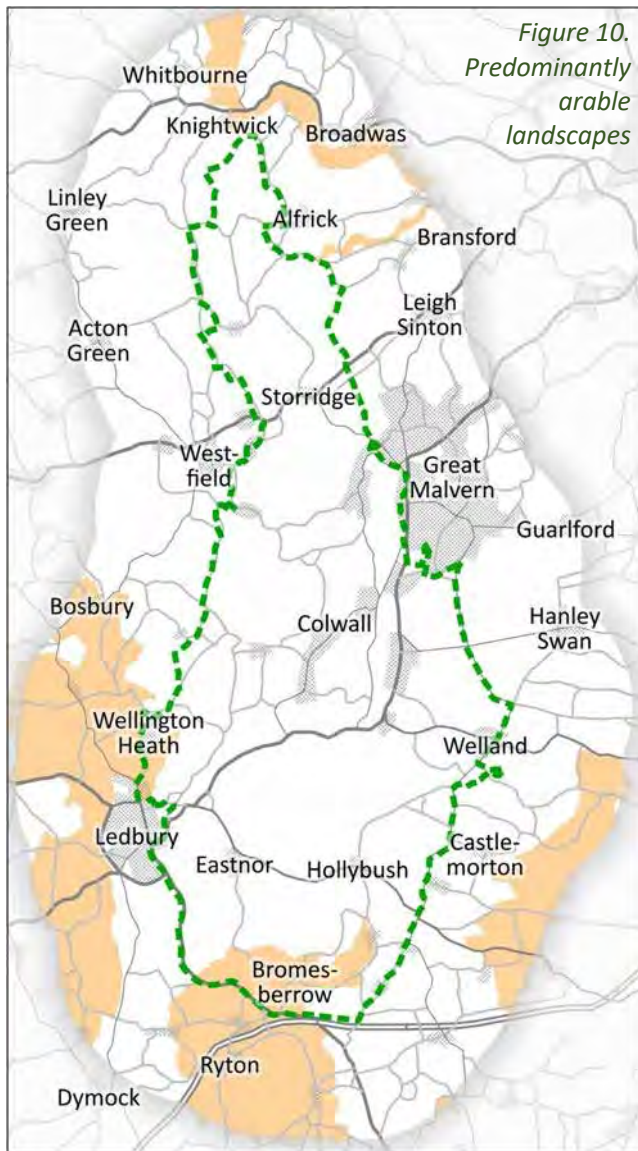 Figure 10.
Predominantly
arable
landscapes
Whitbourne
Knightwick
Broadwas
Linley
Green
Alfrick
Bransford
Leigh
Sinton
Acton
Green
Storridge
West-
field
Great
Malvern
Guarlford
Bosbury
Colwall
Hanley
Swan
Wellington
Heath
Welland
Ledbury
Eastnor
Hollybush
Castle-
morton
Bromes-
berrow
Ryton
Dymock